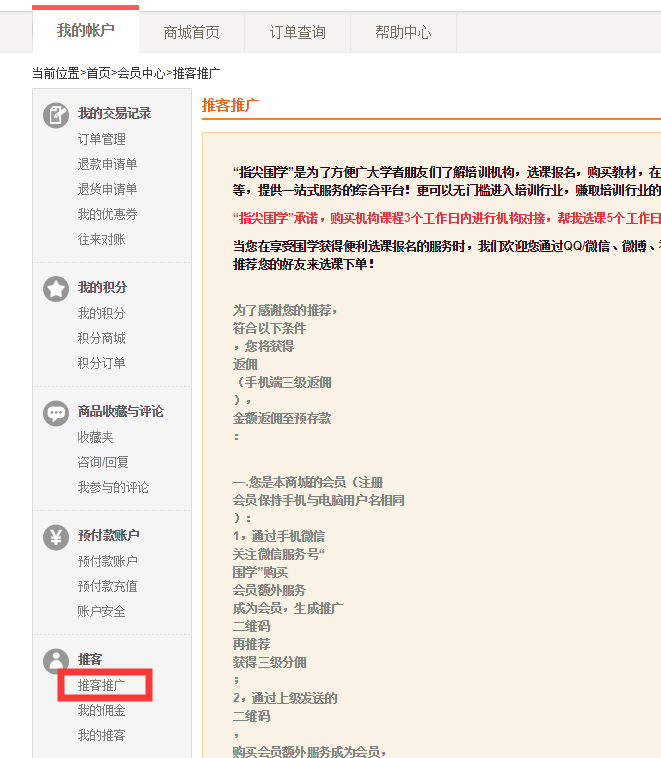 我的帐户
商城首页
订单查询
帮助中心
当前位置>首页>会员中心>推客推广
我的交易记录
订单管理
退款申请单
退货申请单
我的优惠券
往来对账
我的积分
我的积分
积分商城
积分订单
商品收藏与评论
收藏夹
咨询/回复
我参与的评论
预付款账户
预付款账户
预付款充值
账户安全
推客
推客推广
我的佣金
我的推客
推客推广
“指尖国学”是为了方便广大学者朋友们了解培训机构，选课报名，购买教材，在
等，提供一站式服务的综合平台！更可以无门槛进入培训行业，赚取培训行业的
“指尖国学”承诺，购买机构课程3个工作日内进行机构对接，帮我选课5个工作日
当您在享受国学获得便利选课报名的服务时，我们欢迎您通过QQ/微信、微博、
推荐您的好友来选课下单！
为了感谢您的推荐，
符合以下条件
，您将获得
返佣
（手机端三级返佣
），
金额返佣至预存款
：
一.您是本商城的会员（注册
会员保持手机与电脑用户名相同
）：
1，通过手机微信
关注微信服务号“
国学”购买
会员额外服务
成为会员，生成推广
二维码
再推荐
获得三级分佣
；
2，通过上级发送的
二维码
，
购买会员额外服务成为会员，